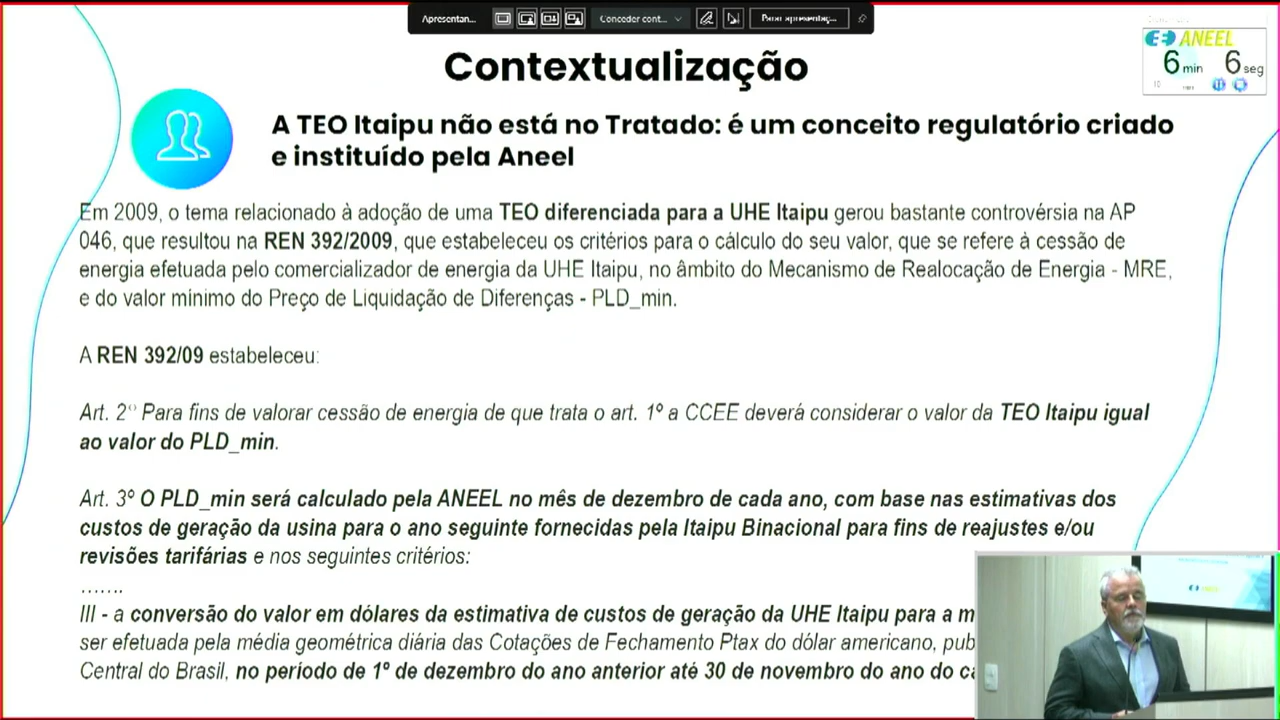 Apresentan...
Conceder cont...
Parar apresentaç...
ANEEL
6 min 6 seg
Contextualização
A TEO Itaipu não está no Tratado: é um conceito regulatório criado
e instituído pela Aneel
Em 2009, o tema relacionado à adoção de uma TEO diferenciada para a UHE Itaipu gerou bastante controvérsia na AP
046, que resultou na REN 392/2009, que estabeleceu os critérios para o cálculo do seu valor, que se refere à cessão de
energia efetuada pelo comercializador de energia da UHE Itaipu, no âmbito do Mecanismo de Realocação de Energia - MRE,
e do valor mínimo do Preço de Liquidação de Diferenças - PLD_min.
A REN 392/09 estabeleceu:
Art. 2º Para fins de valorar cessão de energia de que trata o art. 1º a CCEE deverá considerar o valor da TEO Itaipu igual
ao valor do PLD_min.
Art. 3º O PLD_min será calculado pela ANEEL no mês de dezembro de cada ano, com base nas estimativas dos
custos de geração da usina para o ano seguinte fornecidas pela Itaipu Binacional para fins de reajustes e/ou
revisões tarifárias e nos seguintes critérios:
.......
III - a conversão do valor em dólares da estimativa de custos de geração da UHE Itaipu para a m
ser efetuada pela média geométrica diária das Cotações de Fechamento Ptax do dólar americano, pub
Central do Brasil, no período de 1º de dezembro do ano anterior até 30 de novembro do ano do ca